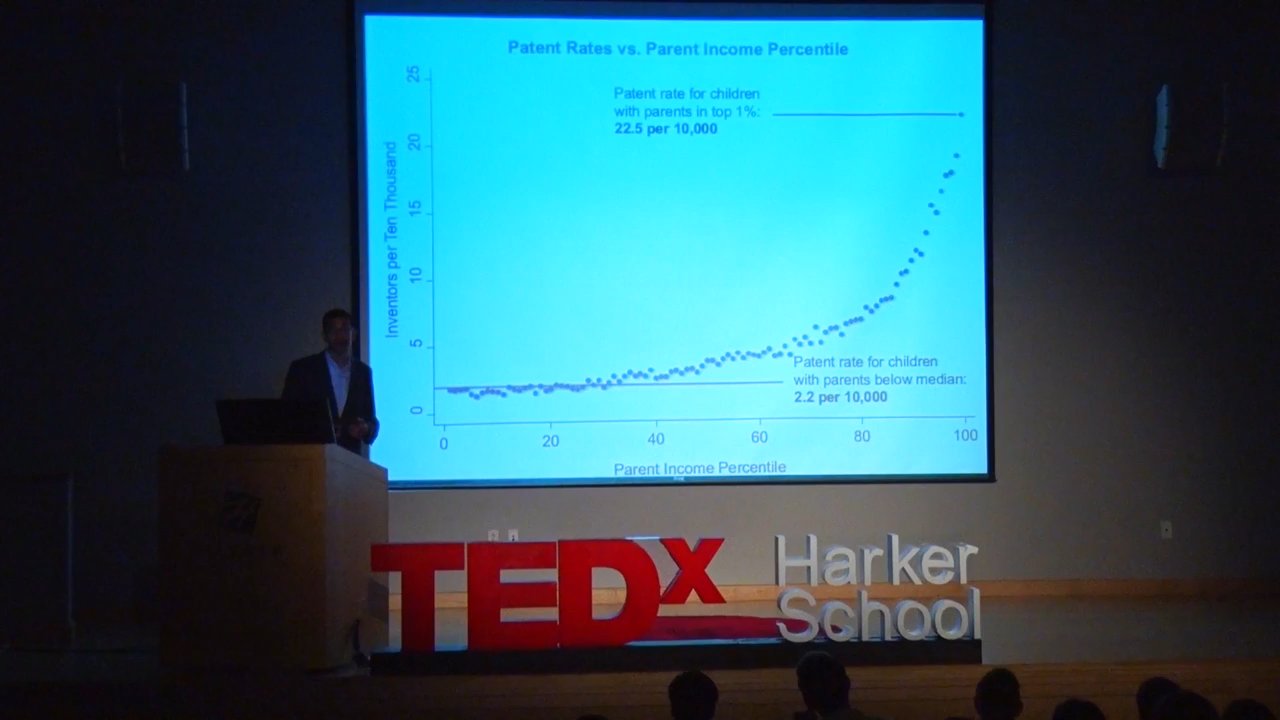 Patent Rates vs. Parent Income Percentile
Patent rate for children
with parents in top 1%:
22.5 per 10,000
Inventors per Ten Thousand
25
20
15
10
5
0
Patent rate for children
with parents below median:
2.2 per 10,000
0 20 40 60 80 100
Parent Income Percentile
TEDx
Harker
School